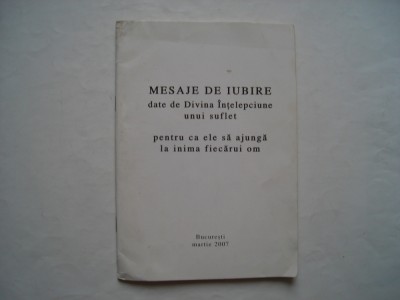 MESAJE DE IUBIRE
date de Divina Înțelepciune
unui suflet
pentru ca ele să ajungă
la inima fiecărui om
București
martie 2007